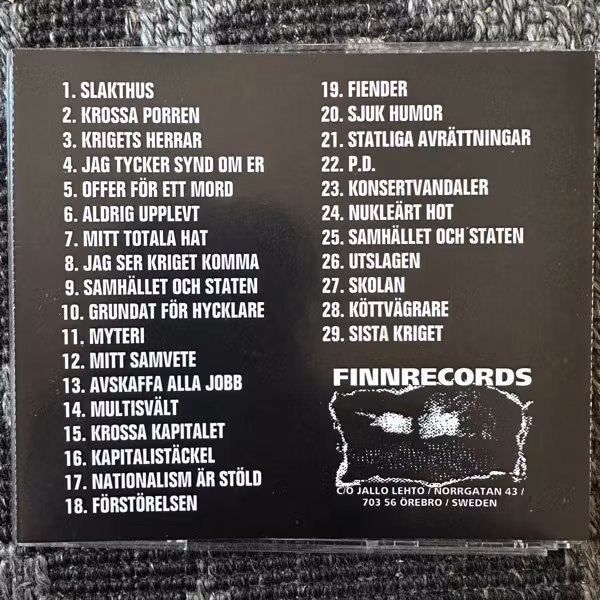 1. SLAKTHUS
2. KROSSA PORREN
3. KRIGETS HERRAR
4. JAG TYCKER SYND OM ER
5. OFFER FÖR ETT MORD
6. ALDRIG UPPLEVT
7. MITT TOTALA HAT
8. JAG SER KRIGET KOMMA
9. SAMHÄLLET OCH STATEN
10. GRUNDAT FÖR HYCKLARE
11. MYTERI
12. MITT SAMVETE
13. AVSKAFFA ALLA JOBB
14. MULTISVÄLT
15. KROSSA KAPITALET
16. KAPITALISTÄCKEL
17. NATIONALISM ÄR STÖLD
18. FÖRSTÖRELSEN
19. FIENDER
20. SJUK HUMOR
21. STATLIGA AVRÄTTNINGAR
22. P.D.
23. KONSERTVANDALER
24. NUKLEÄRT HOT
25. SAMHÄLLET OCH STATEN
26. UTSLAGEN
27. SKOLAN
28. KÖTTVÄGRARE
29. SISTA KRIGET
FINNRECORDS
C/O JALLO LEHTO / NORRGATAN 43 /
703 56 ÖREBRO / SWEDEN